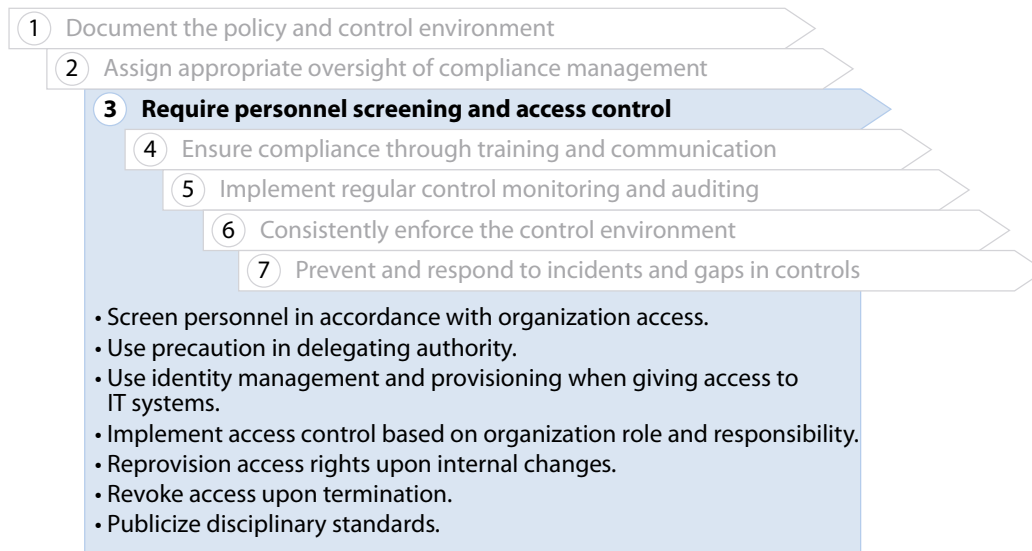 1 Document the policy and control environment
2 Assign appropriate oversight of compliance management
3 Require personnel screening and access control
4 Ensure compliance through training and communication
5 Implement regular control monitoring and auditing
6 Consistently enforce the control environment
7 Prevent and respond to incidents and gaps in controls
• Screen personnel in accordance with organization access.
• Use precaution in delegating authority.
• Use identity management and provisioning when giving access to
IT systems.
• Implement access control based on organization role and responsibility.
• Reprovision access rights upon internal changes.
• Revoke access upon termination.
• Publicize disciplinary standards.